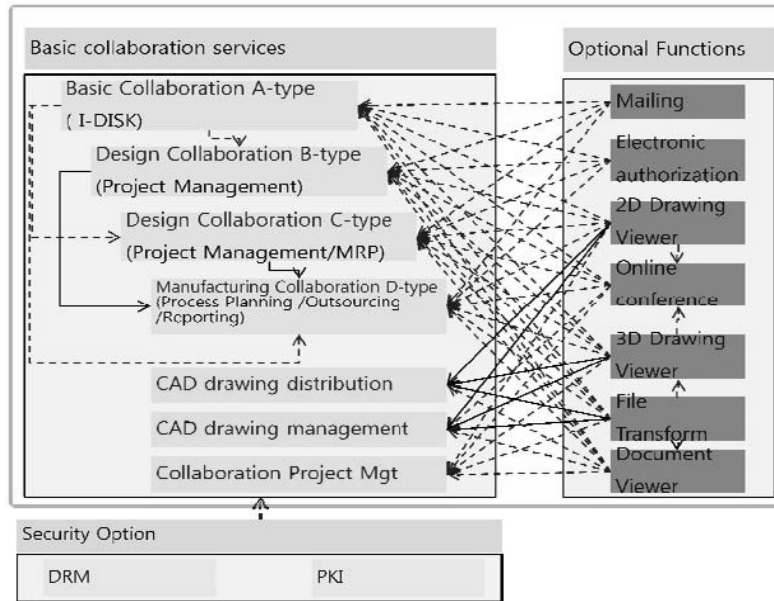 Basic collaboration services
Basic Collaboration A-type
( I-DISK)
Design Collaboration B-type
(Project Management)
Design Collaboration C-type
(Project Management/MRP)
Manufacturing Collaboration D-type
(Process Planning /Outsourcing
/Reporting)
CAD drawing distribution
CAD drawing management
Collaboration Project Mgt
Optional Functions
Mailing
Electronic
authorization
2D Drawing
Viewer
Online
conference
3D Drawing
Viewer
File
Transform
Document
Viewer
Security Option
DRM
PKI